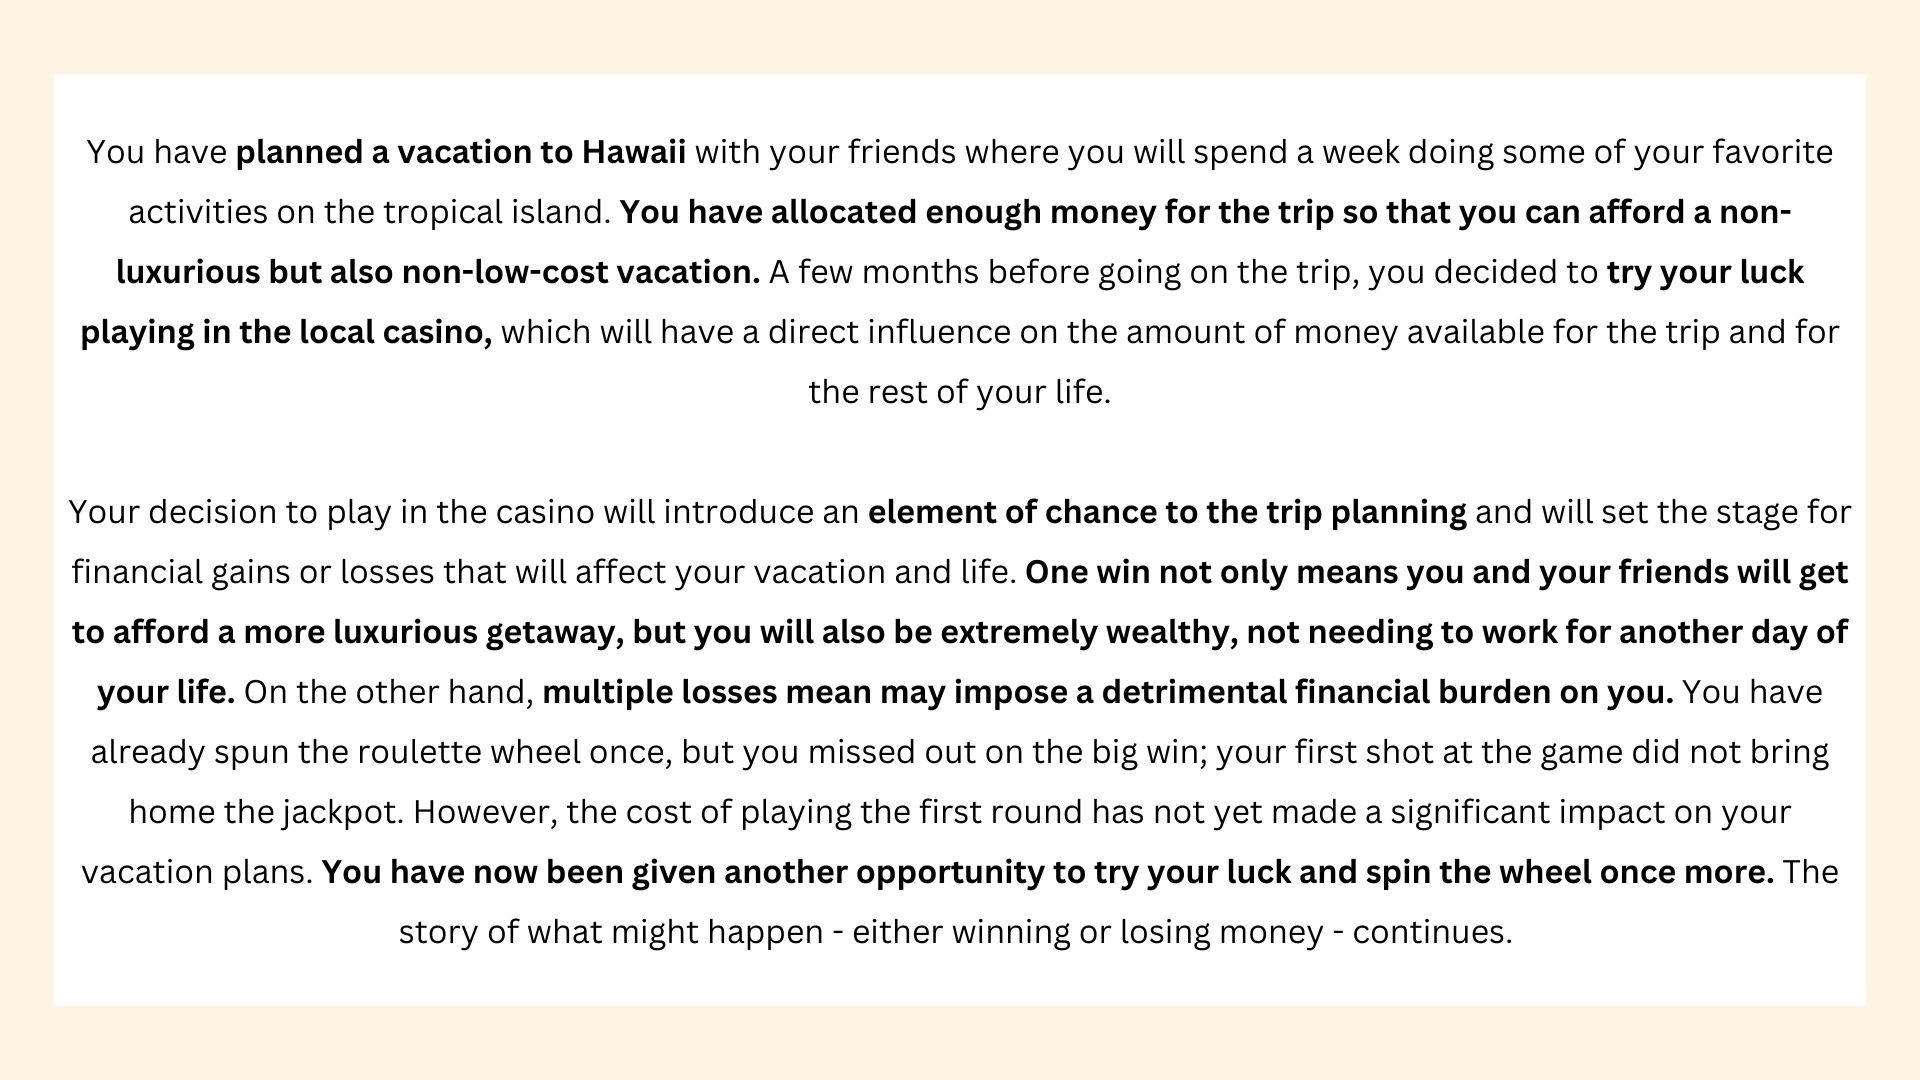 You have planned a vacation to Hawaii with your friends where you will spend a week doing some of your favorite
activities on the tropical island. You have allocated enough money for the trip so that you can afford a non-
luxurious but also non-low-cost vacation. A few months before going on the trip, you decided to try your luck
playing in the local casino, which will have a direct influence on the amount of money available for the trip and for
the rest of your life.
Your decision to play in the casino will introduce an element of chance to the trip planning and will set the stage for
financial gains or losses that will affect your vacation and life. One win not only means you and your friends will get
to afford a more luxurious getaway, but you will also be extremely wealthy, not needing to work for another day of
your life. On the other hand, multiple losses mean may impose a detrimental financial burden on you. You have
already spun the roulette wheel once, but you missed out on the big win; your first shot at the game did not bring
home the jackpot. However, the cost of playing the first round has not yet made a significant impact on your
vacation plans. You have now been given another opportunity to try your luck and spin the wheel once more. The
story of what might happen - either winning or losing money - continues.